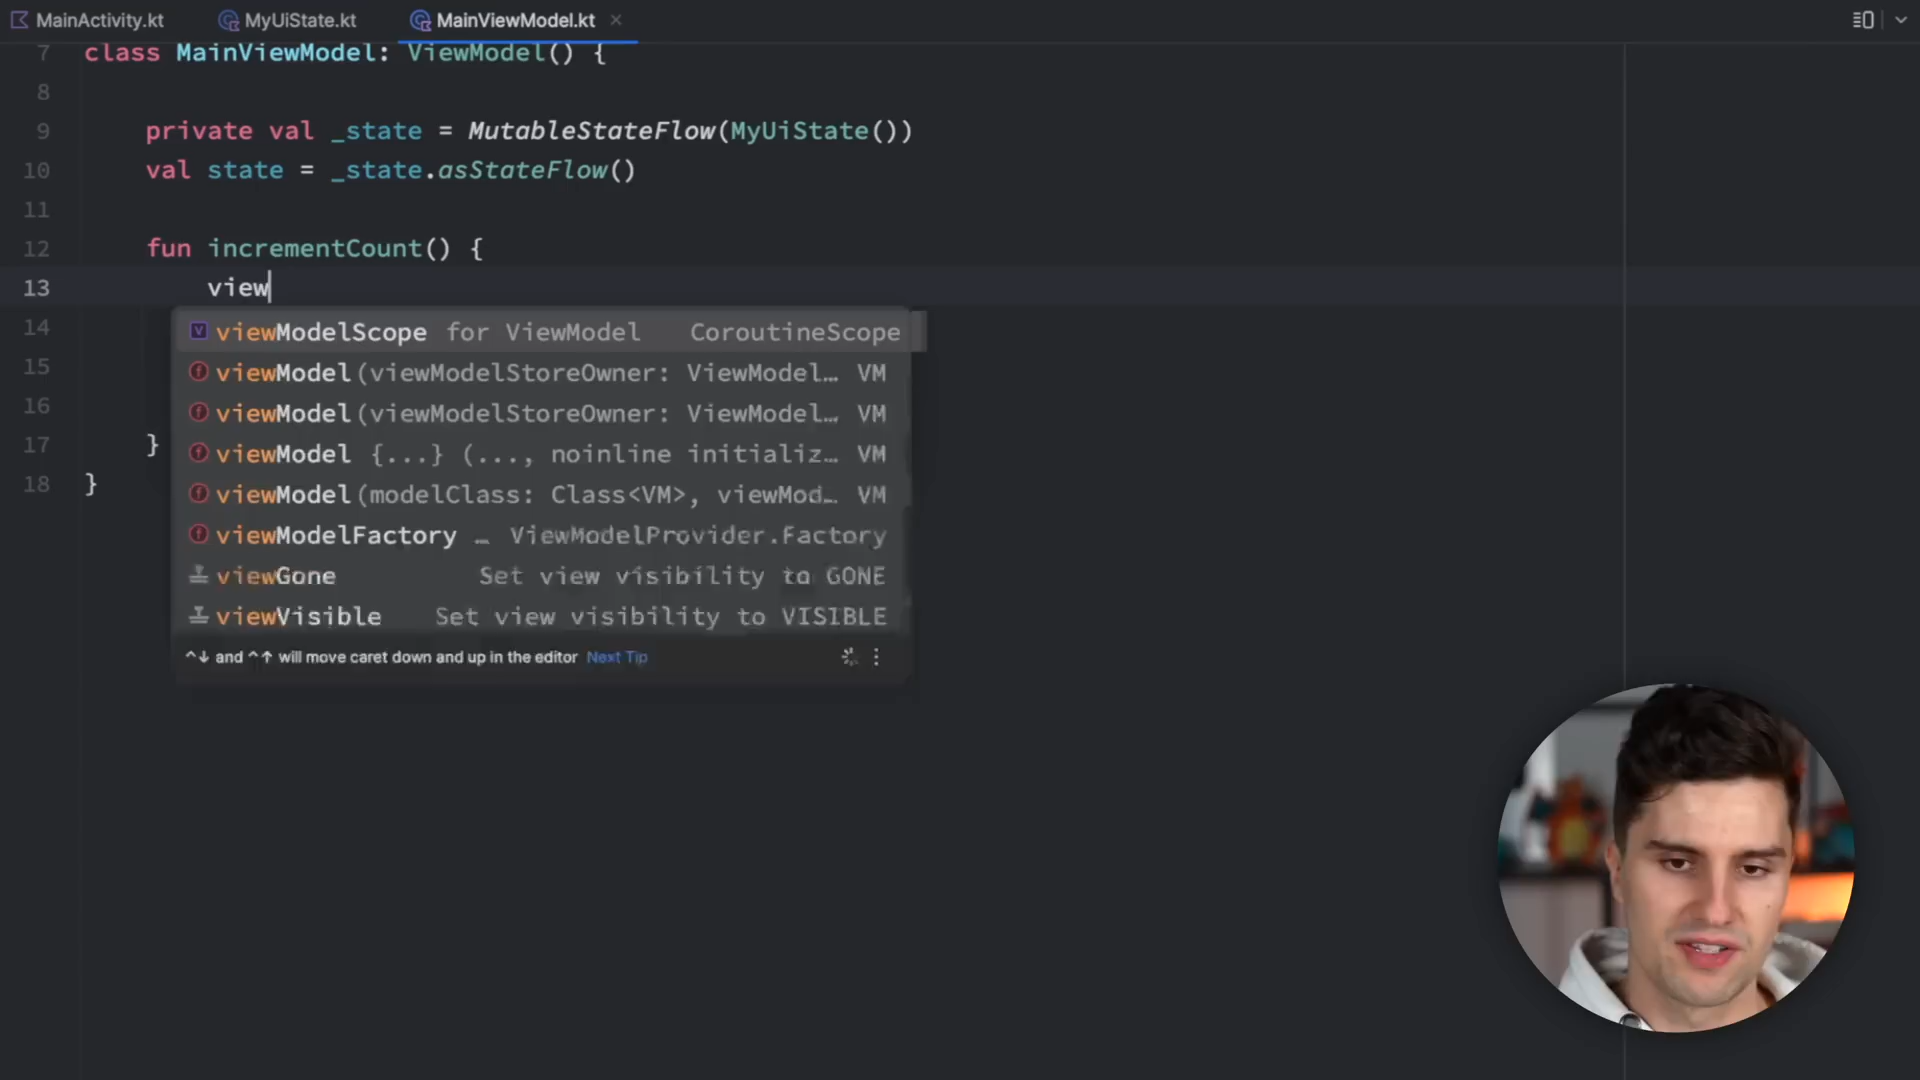 MainActivity.kt MyUiState.kt MainViewModel.kt
7 class MainViewModel: ViewModel() {
8
9 private val _state = MutableStateFlow(MyUiState())
10 val state = _state.asStateFlow()
11
12 fun incrementCount() {
13 view
14
viewModelScope for ViewModel CoroutineScope
15
viewModel(viewModelStoreOwner: ViewModel… VM
16
viewModel(viewModelStoreOwner: ViewModel… VM
17 }
viewModel {...} (..., noinline initializ… VM
18 }
viewModel(modelClass: Class<VM>, viewMod… VM
viewModelFactory … ViewModelProvider.Factory
viewGone Set view visibility to GONE
viewVisible Set view visibility to VISIBLE
^↓ and ^↑ will move caret down and up in the editor Next Tip